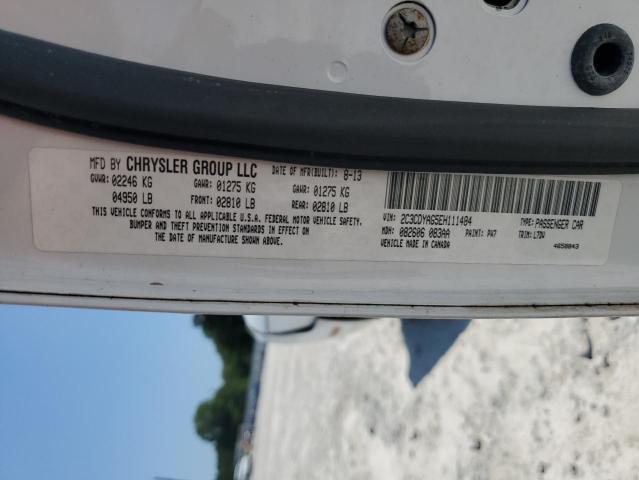 MFD BY CHRYSLER GROUP LLC DATE OF MFR(BUILT): 8-13
GVWR: 02246 KG GAWR: 01275 KG GAWR: 01275 KG
04950 LB FRONT: 02810 LB REAR: 02810 LB
THIS VEHICLE CONFORMS TO ALL APPLICABLE U.S.A. FEDERAL MOTOR VEHICLE SAFETY,
BUMPER AND THEFT PREVENTION STANDARDS IN EFFECT ON
THE DATE OF MANUFACTURE SHOWN ABOVE.
VIN: 2C3CDYAG5EH111484 TYPE: PASSENGER CAR
MDH: 082606 083AA PAINT: PW7 TRIM: L7DV
VEHICLE MADE IN CANADA 4658043